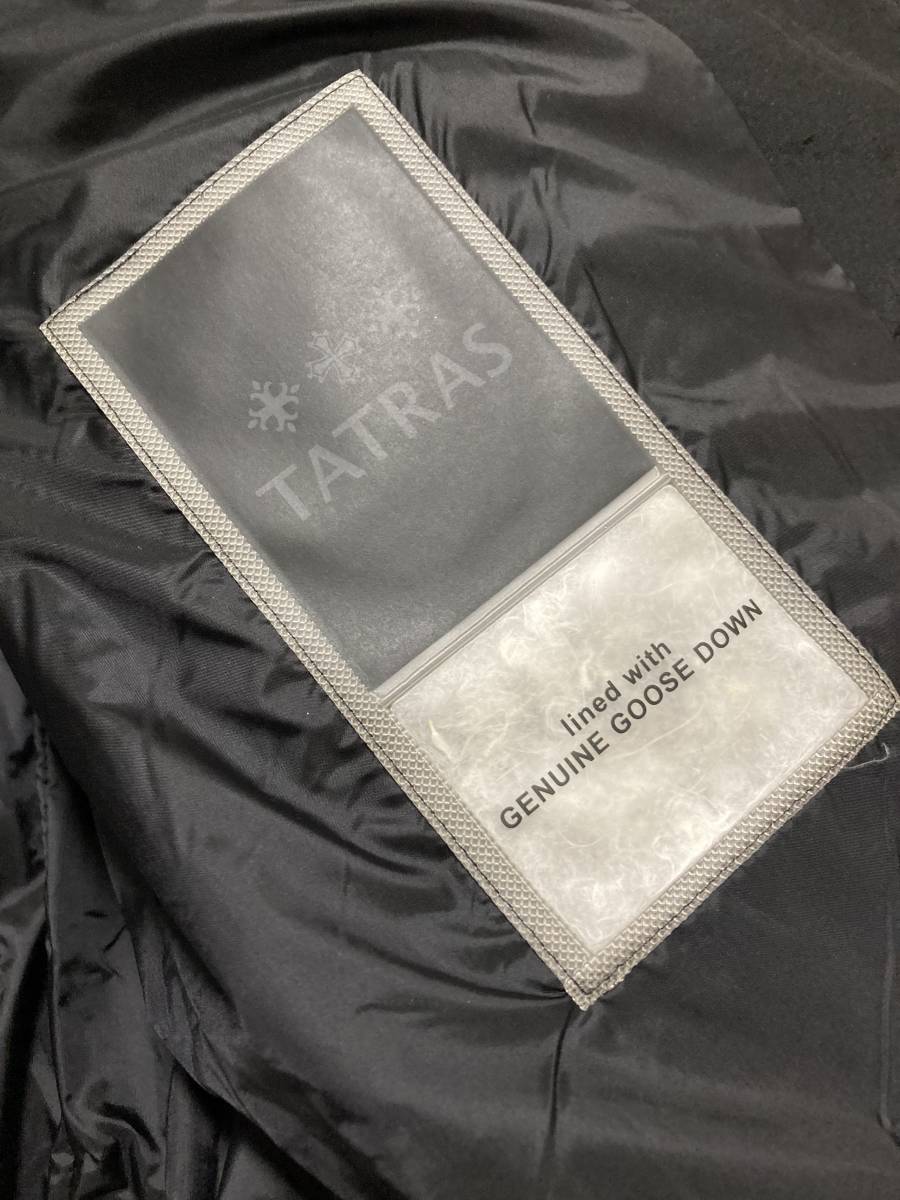 TATRAS
lined with
GENUINE GOOSE DOWN